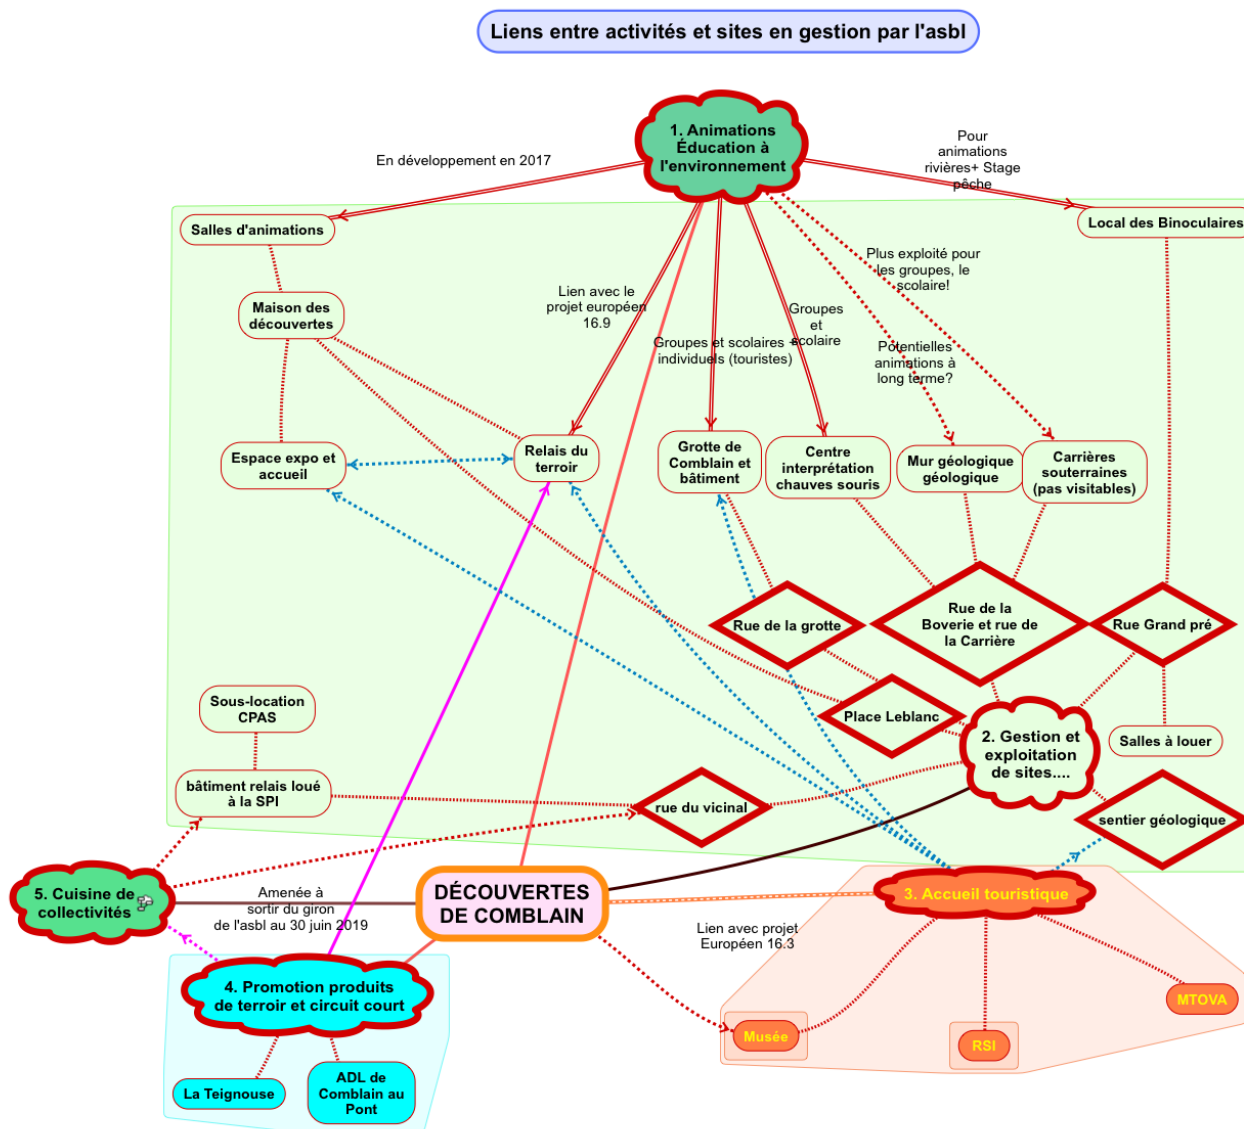 Liens entre activités et sites en gestion par l'asbl
1. Animations
Éducation à
l'environnement
En développement en 2017
Pour
animations
rivières+ Stage
pêche
Salles d'animations
Local des Binoculaires
Plus exploité pour
les groupes, le
scolaire!
Maison des
découvertes
Lien avec le
projet européen
16.9
Groupes
et
scolaire
Groupes et scolaires +
individuels (touristes)
Potentielles
animations à
long terme?
Espace expo et
accueil
Relais du
terroir
Grotte de
Comblain et
bâtiment
Centre
interprétation
chauves souris
Mur géologique
géologique
Carrières
souterraines
(pas visitables)
Rue de la grotte
Rue de la
Boverie et rue de
la Carrière
Rue Grand pré
Sous-location
CPAS
Place Leblanc
2. Gestion et
exploitation
de sites....
Salles à louer
bâtiment relais loué
à la SPI
rue du vicinal
sentier géologique
5. Cuisine de
collectivités
Amenée à
sortir du giron
de l'asbl au 30 juin 2019
DÉCOUVERTES
DE COMBLAIN
3. Accueil touristique
Lien avec projet
Européen 16.3
4. Promotion produits
de terroir et circuit court
MTOVA
Musée
RSI
La Teignouse
ADL de
Comblain au
Pont